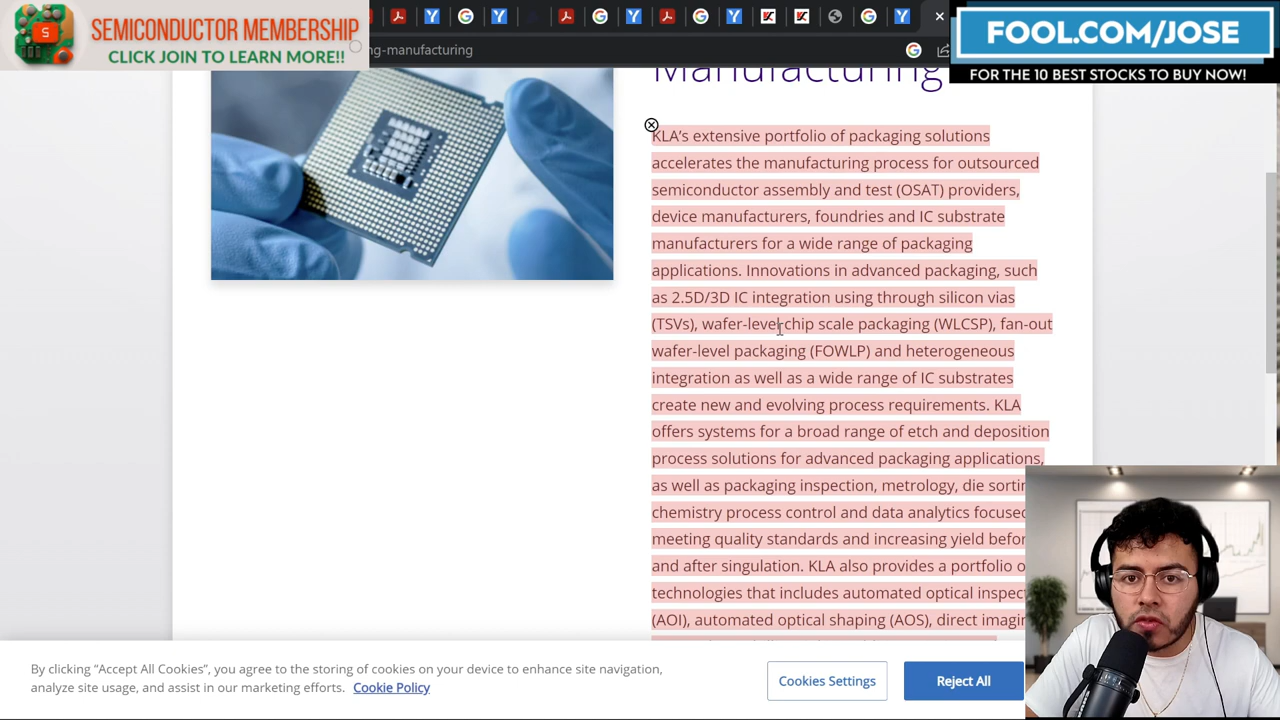 SEMICONDUCTOR MEMBERSHIP
CLICK JOIN TO LEARN MORE!!
S
ng-manufacturing
FOOL.COM/JOSE
FOR THE 10 BEST STOCKS TO BUY NOW!
Manufacturing
KLA’s extensive portfolio of packaging solutions
accelerates the manufacturing process for outsourced
semiconductor assembly and test (OSAT) providers,
device manufacturers, foundries and IC substrate
manufacturers for a wide range of packaging
applications. Innovations in advanced packaging, such
as 2.5D/3D IC integration using through silicon vias
(TSVs), wafer-level chip scale packaging (WLCSP), fan-out
wafer-level packaging (FOWLP) and heterogeneous
integration as well as a wide range of IC substrates
create new and evolving process requirements. KLA
offers systems for a broad range of etch and deposition
process solutions for advanced packaging applications,
as well as packaging inspection, metrology, die sortin
chemistry process control and data analytics focused
meeting quality standards and increasing yield befor
and after singulation. KLA also provides a portfolio o
technologies that includes automated optical inspect
(AOI), automated optical shaping (AOS), direct imagin
By clicking “Accept All Cookies”, you agree to the storing of cookies on your device to enhance site navigation,
analyze site usage, and assist in our marketing efforts. Cookie Policy
Cookies Settings
Reject All